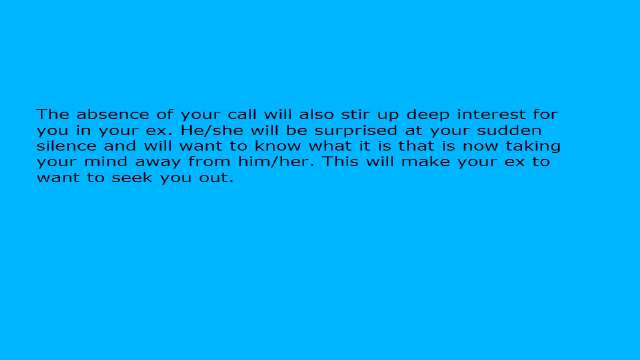 The absence of your call will also stir up deep interest for
you in your ex. He/she will be surprised at your sudden
silence and will want to know what it is that is now taking
your mind away from him/her. This will make your ex to
want to seek you out.